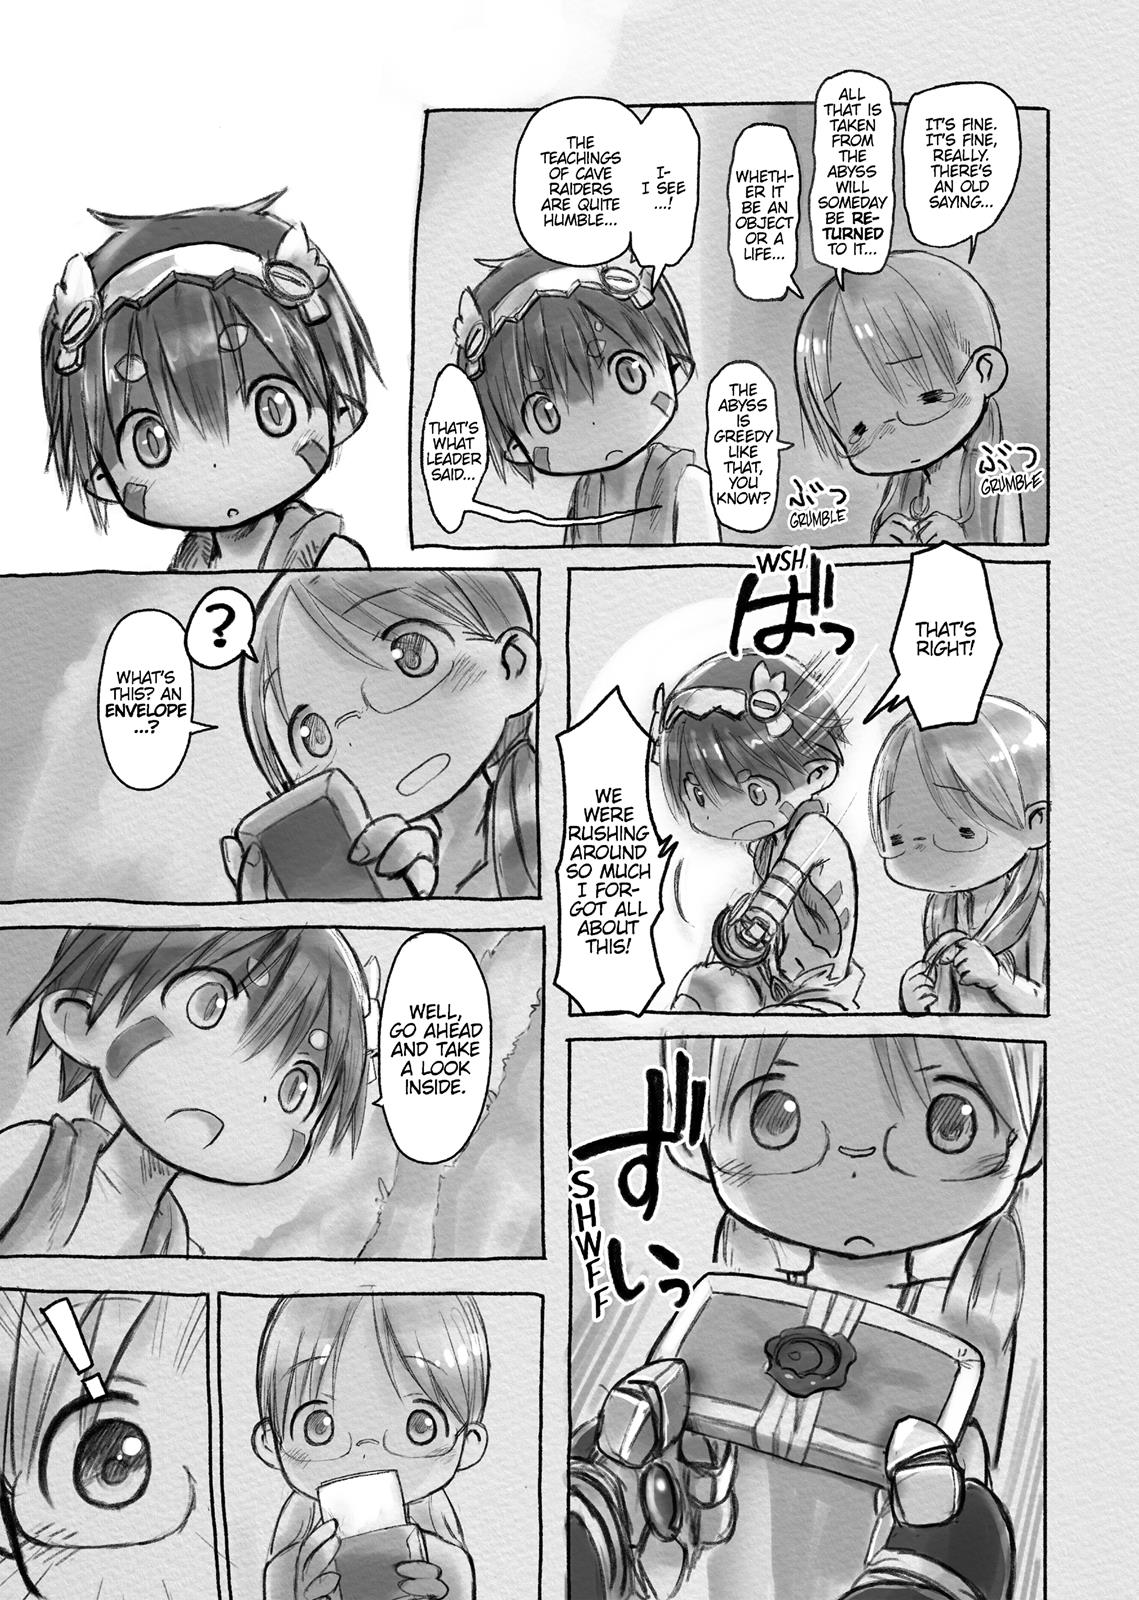 IT'S FINE.
IT'S FINE,
REALLY.
THERE'S
AN OLD
SAYING...
ALL
THAT IS
TAKEN
FROM
THE
ABYSS
WILL
SOMEDAY
BE RE-
TURNED
TO IT...
WHETH-
ER IT
BE AN
OBJECT
OR A
LIFE...
THE
ABYSS
IS
GREEDY
LIKE
THAT,
YOU
KNOW?
ぶつ
GRUMBLE
ぶつ
GRUMBLE
I-
I SEE
...!
THE
TEACHINGS
OF CAVE
RAIDERS
ARE QUITE
HUMBLE...
THAT'S
WHAT
LEADER
SAID...
THAT'S
RIGHT!
WSH
ばっ
WE
WERE
RUSHING
AROUND
SO MUCH
I FOR-
GOT ALL
ABOUT
THIS!
ずいっ
SHWFF
?
WHAT'S
THIS? AN
ENVELOPE
...?
WELL,
GO AHEAD
AND TAKE
A LOOK
INSIDE.
!